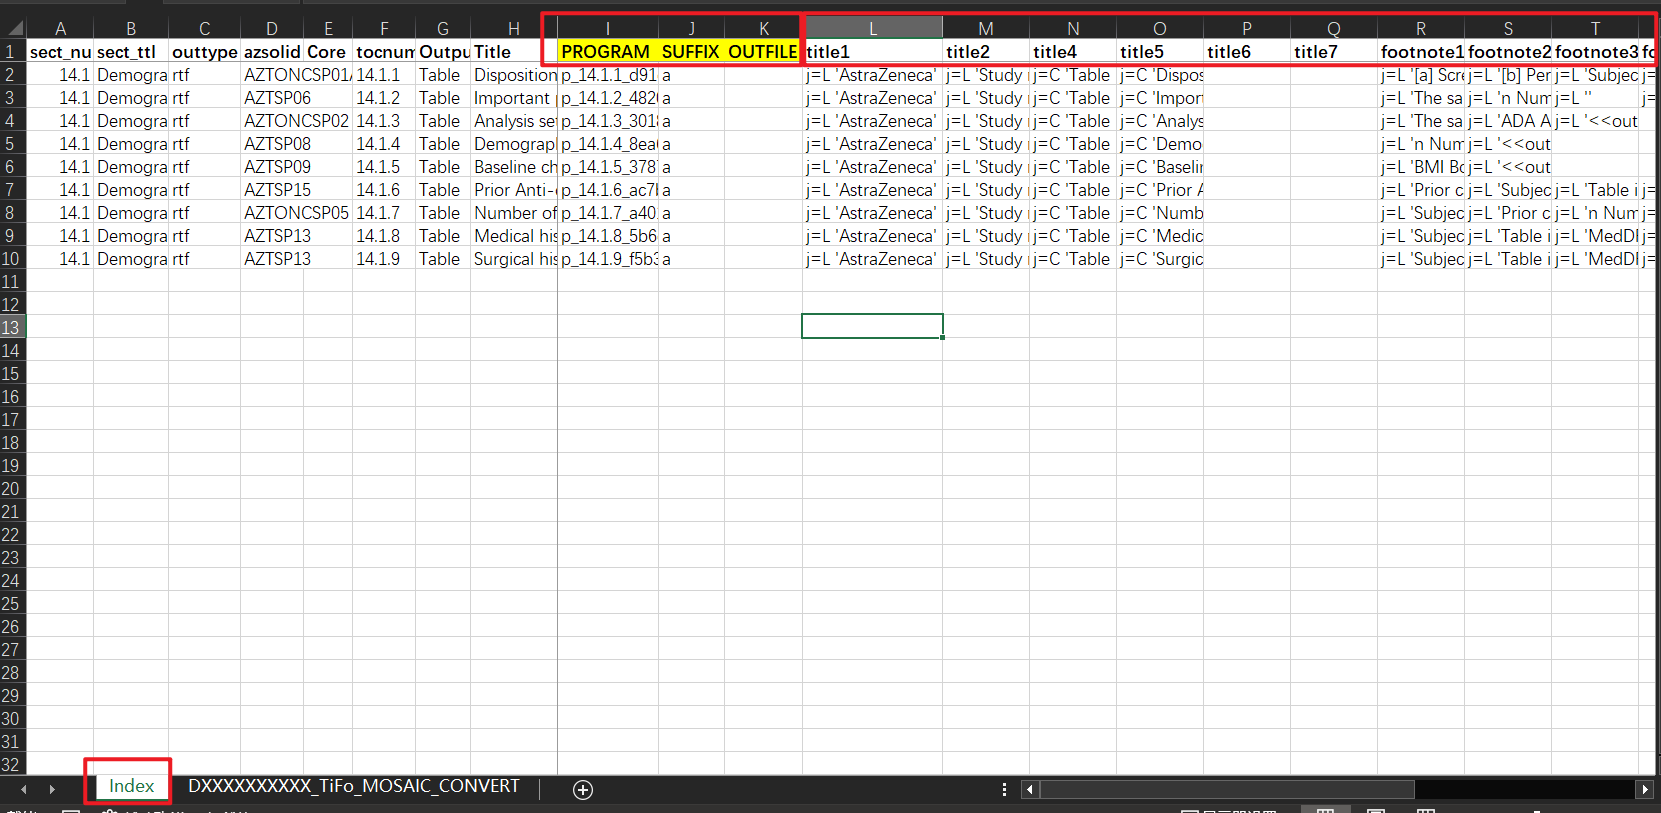 A B C D E F G H I J K L M N O P Q R S T
1 sect_nu sect_ttl outtype azsolid Core tocnum Outpu Title PROGRAM SUFFIX OUTFILE title1 title2 title4 title5 title6 title7 footnote1 footnote2 footnote3 fo
2 14.1 Demogra rtf AZTONCSP01/ 14.1.1 Table Disposition p_14.1.1_d91 a j=L 'AstraZeneca' j=L 'Study j=C 'Table j=C 'Dispos j=L '[a] Scre j=L '[b] Per j=L 'Subjec j=
3 14.1 Demogra rtf AZTSP06 14.1.2 Table Important p_14.1.2_482 a j=L 'AstraZeneca' j=L 'Study j=C 'Table j=C 'Impor j=L 'The sa j=L 'n Num j=L '' j=
4 14.1 Demogra rtf AZTONCSP02 14.1.3 Table Analysis se p_14.1.3_301 a j=L 'AstraZeneca' j=L 'Study j=C 'Table j=C 'Analys j=L 'The sa j=L 'ADA A j=L '<<out
5 14.1 Demogra rtf AZTSP08 14.1.4 Table Demograp p_14.1.4_8ea a j=L 'AstraZeneca' j=L 'Study j=C 'Table j=C 'Demo j=L 'n Num j=L '<<out
6 14.1 Demogra rtf AZTSP09 14.1.5 Table Baseline ch p_14.1.5_378 a j=L 'AstraZeneca' j=L 'Study j=C 'Table j=C 'Baselin j=L 'BMI Bo j=L '<<out
7 14.1 Demogra rtf AZTSP15 14.1.6 Table Prior Anti- p_14.1.6_ac7 a j=L 'AstraZeneca' j=L 'Study j=C 'Table j=C 'Prior A j=L 'Prior c j=L 'Subjec j=L 'Table i j=
8 14.1 Demogra rtf AZTONCSP05 14.1.7 Table Number of p_14.1.7_a40 a j=L 'AstraZeneca' j=L 'Study j=C 'Table j=C 'Numb j=L 'Subjec j=L 'Prior c j=L 'n Num j=
9 14.1 Demogra rtf AZTSP13 14.1.8 Table Medical his p_14.1.8_5b6 a j=L 'AstraZeneca' j=L 'Study j=C 'Table j=C 'Medic j=L 'Subjec j=L 'Table i j=L 'MedDI j=
10 14.1 Demogra rtf AZTSP13 14.1.9 Table Surgical his p_14.1.9_f5b3 a j=L 'AstraZeneca' j=L 'Study j=C 'Table j=C 'Surgic j=L 'Subjec j=L 'Table i j=L 'MedDI j=
11
12
13
14
15
16
17
18
19
20
21
22
23
24
25
26
27
28
29
30
31
32
Index DXXXXXXXXXX_TiFo_MOSAIC_CONVERT